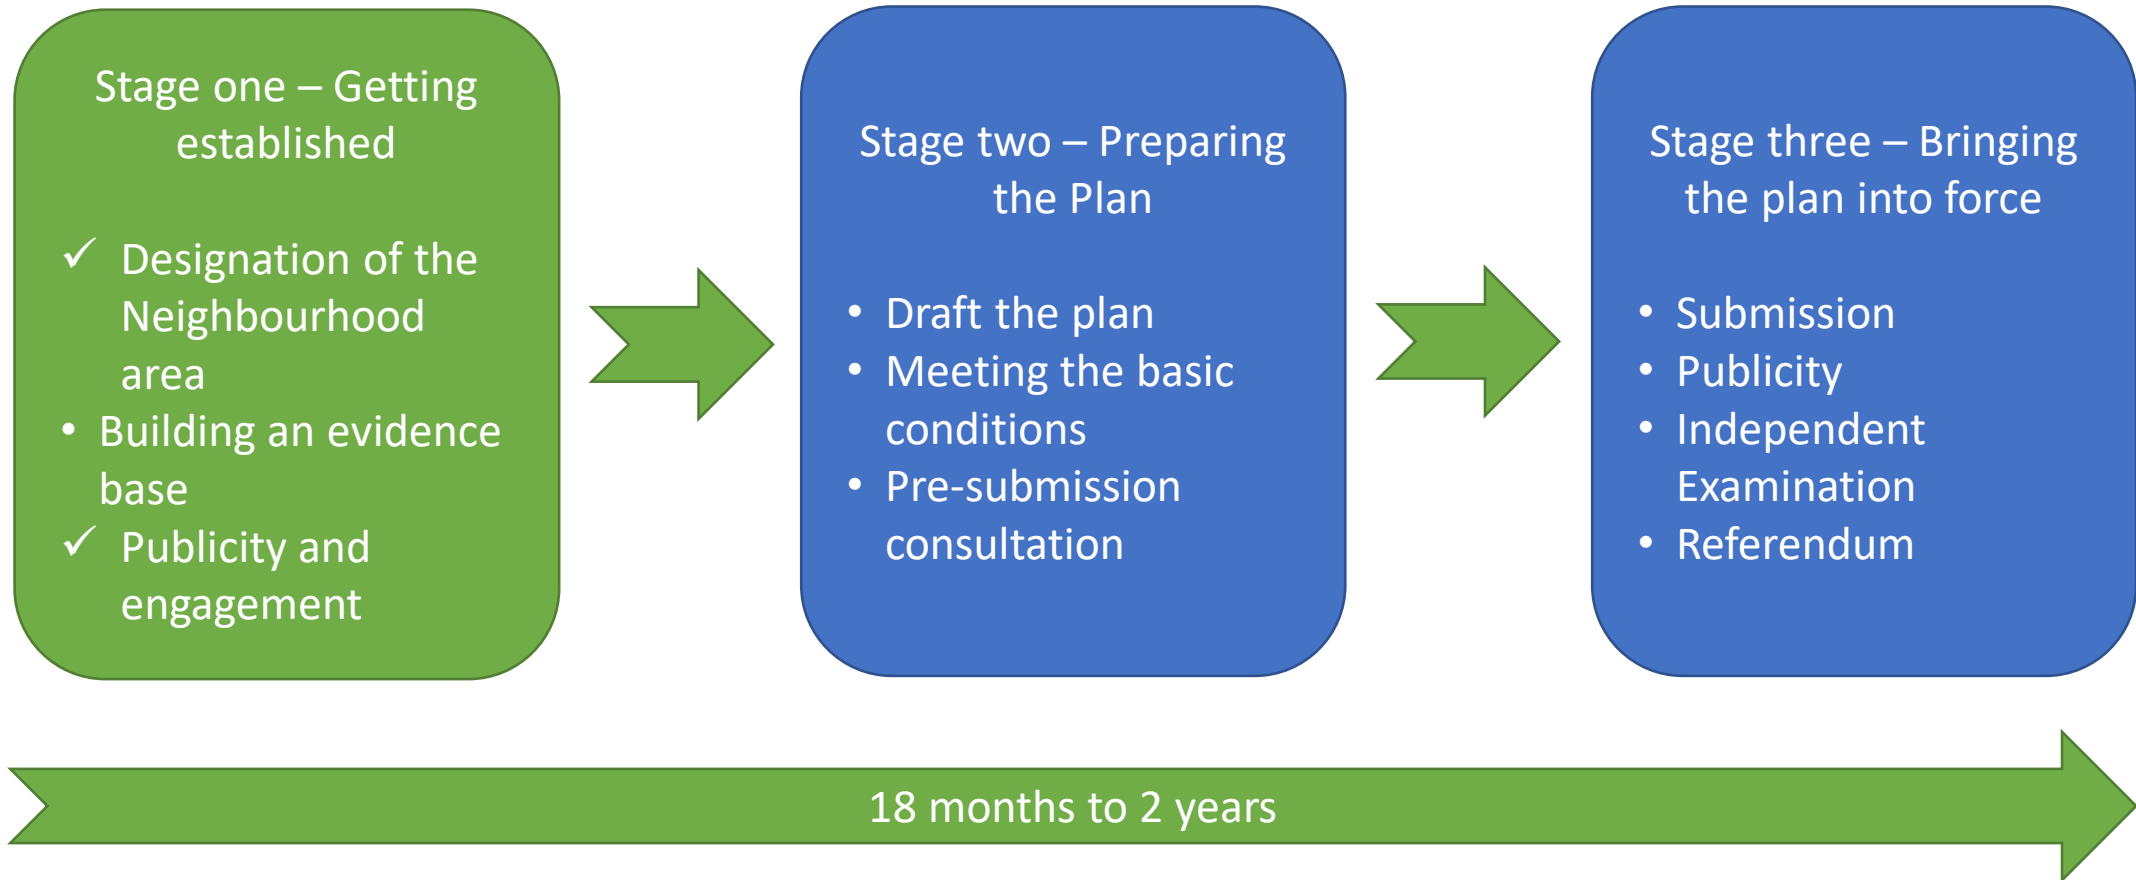 Stage one – Getting
established
✓ Designation of the
Neighbourhood
area
• Building an evidence
base
✓ Publicity and
engagement
Stage two – Preparing
the Plan
• Draft the plan
• Meeting the basic
conditions
• Pre-submission
consultation
Stage three – Bringing
the plan into force
• Submission
• Publicity
• Independent
Examination
• Referendum
18 months to 2 years